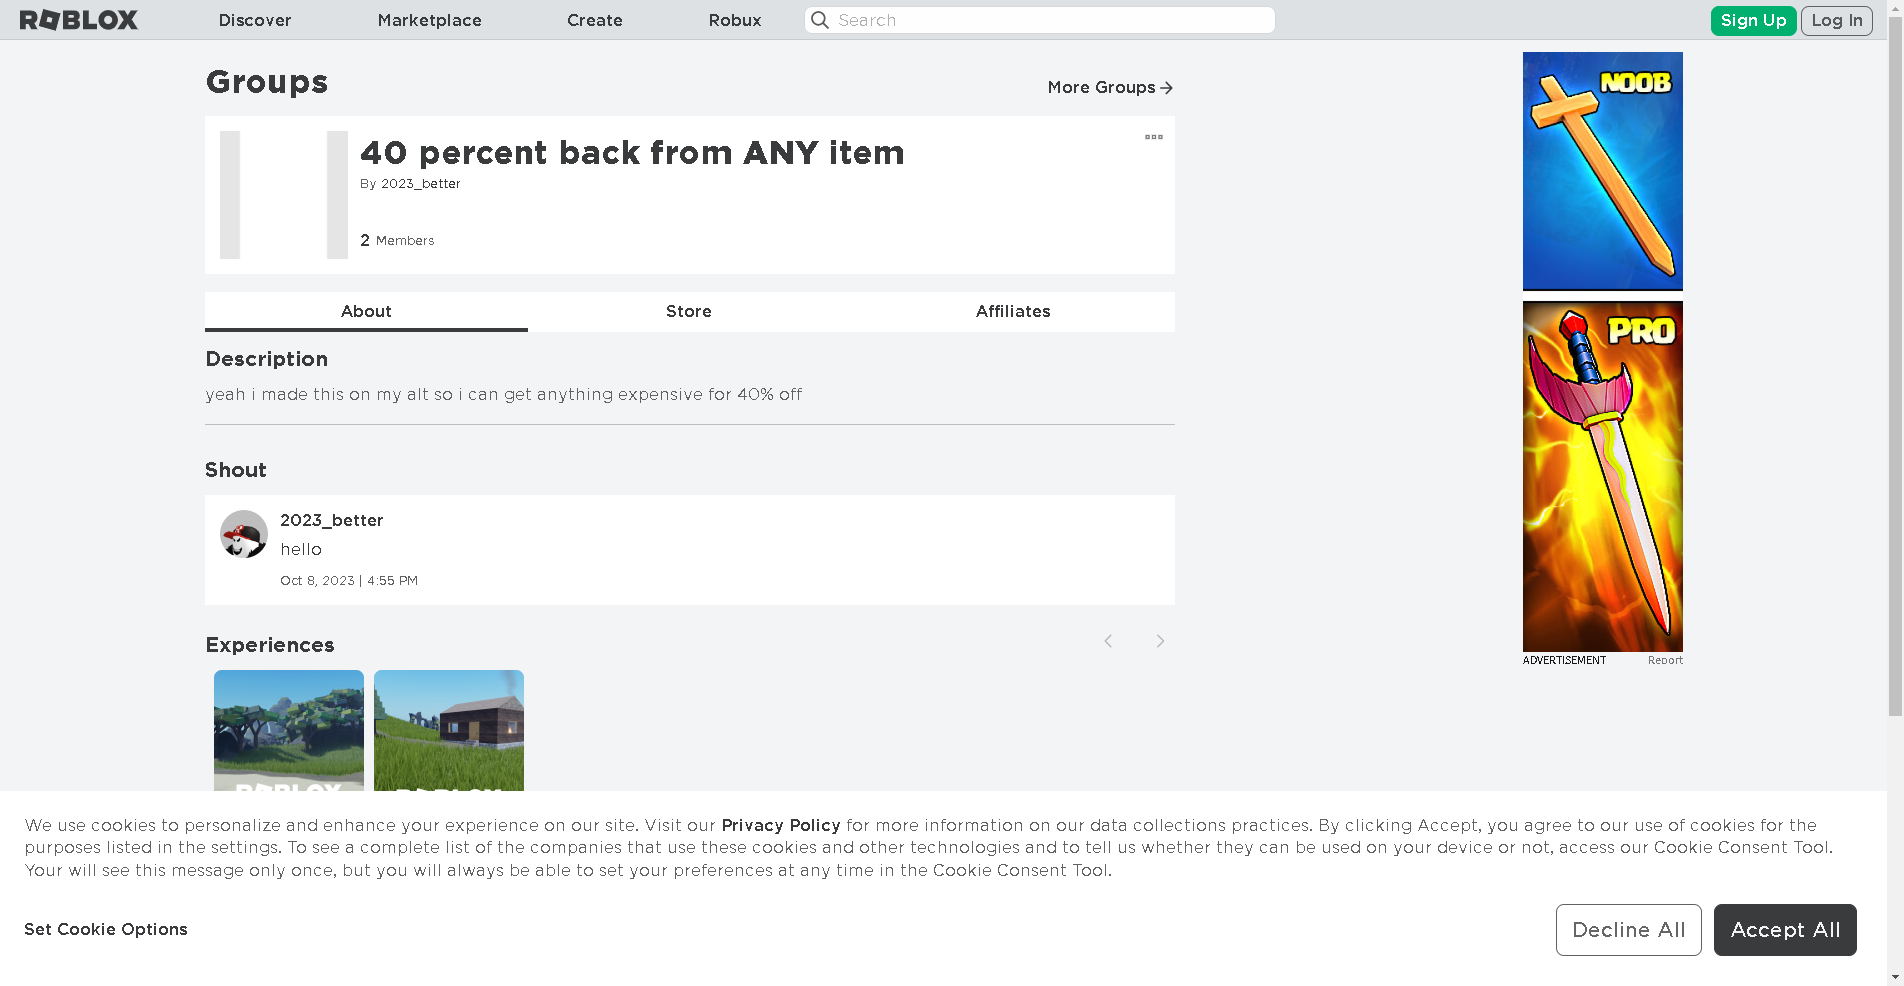 ROBLOX Discover Marketplace Create Robux Search Sign Up Log In
Groups
More Groups
40 percent back from ANY item
By 2023_better
2 Members
About Store Affiliates
Description
yeah i made this on my alt so i can get anything expensive for 40% off
Shout
2023_better
hello
Oct 8, 2023 | 4:55 PM
Experiences
ROBLOX ROBLOX
NOOB
PRO
ADVERTISEMENT Report
We use cookies to personalize and enhance your experience on our site. Visit our Privacy Policy for more information on our data collections practices. By clicking Accept, you agree to our use of cookies for the
purposes listed in the settings. To see a complete list of the companies that use these cookies and other technologies and to tell us whether they can be used on your device or not, access our Cookie Consent Tool.
Your will see this message only once, but you will always be able to set your preferences at any time in the Cookie Consent Tool.
Set Cookie Options
Decline All Accept All